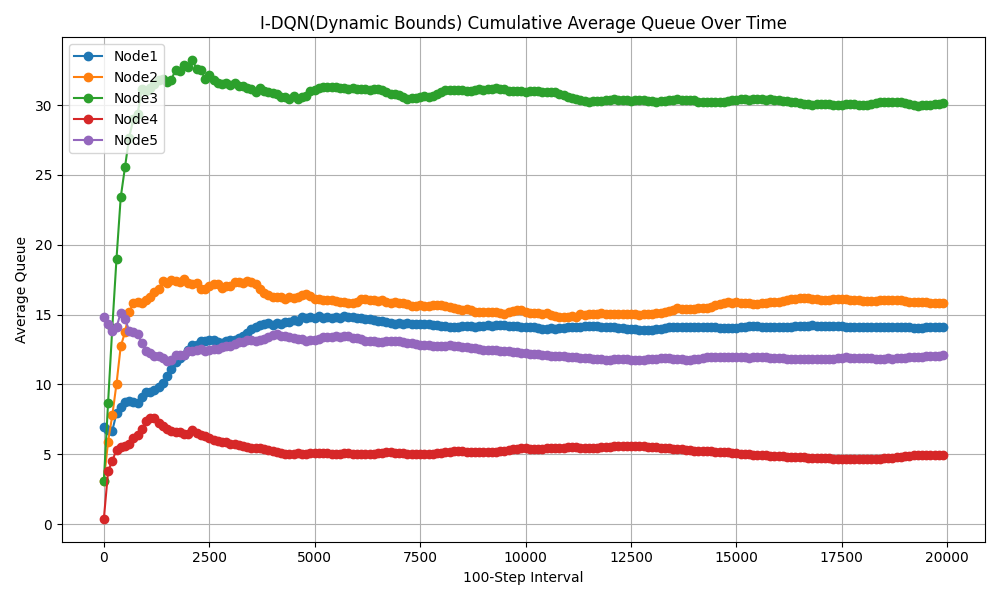 I-DQN(Dynamic Bounds) Cumulative Average Queue Over Time
Node1
Node2
Node3
Node4
Node5
Average Queue
30
25
20
15
10
5
0
0 2500 5000 7500 10000 12500 15000 17500 20000
100-Step Interval